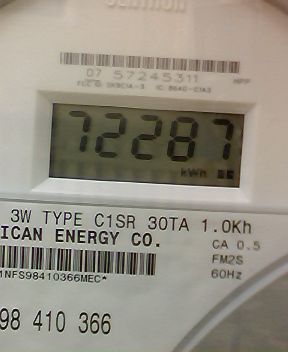 CENTRON
07 57245311
72287
kWh
3W TYPE C1SR 30TA 1.0Kh
ICAN ENERGY CO.
CA 0.5
FM2S
60Hz
1NFS98410366MEC*
98 410 366